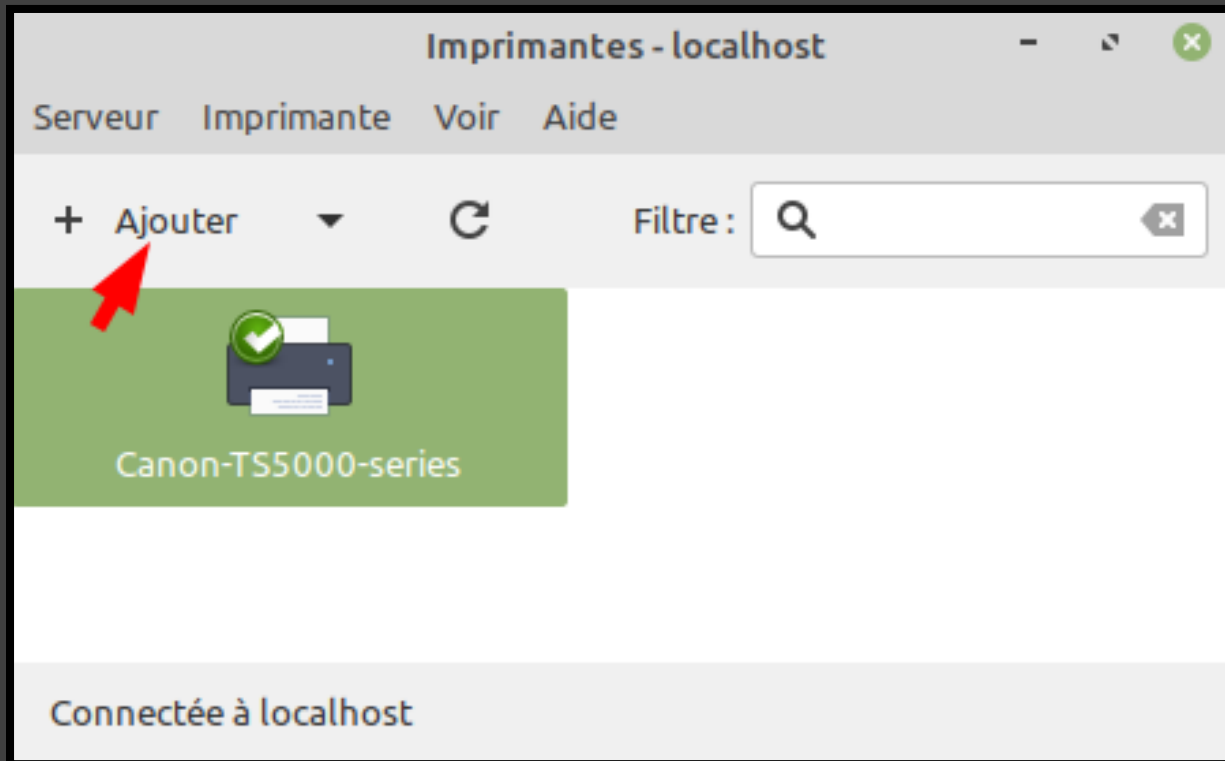 Imprimantes - localhost
Serveur Imprimante Voir Aide
+ Ajouter Filtre :
Canon-TS5000-series
Connectée à localhost